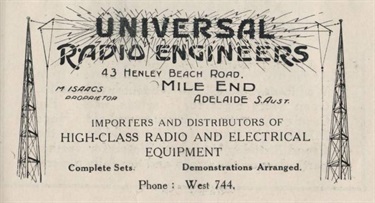 UNIVERSAL
RADIO ENGINEERS
43 HENLEY BEACH ROAD,
M ISAACS
PROPRIETOR
MILE END
ADELAIDE S.AUST.
IMPORTERS AND DISTRIBUTORS OF
HIGH-CLASS RADIO AND ELECTRICAL
EQUIPMENT
Complete Sets. Demonstrations Arranged.
Phone : West 744,